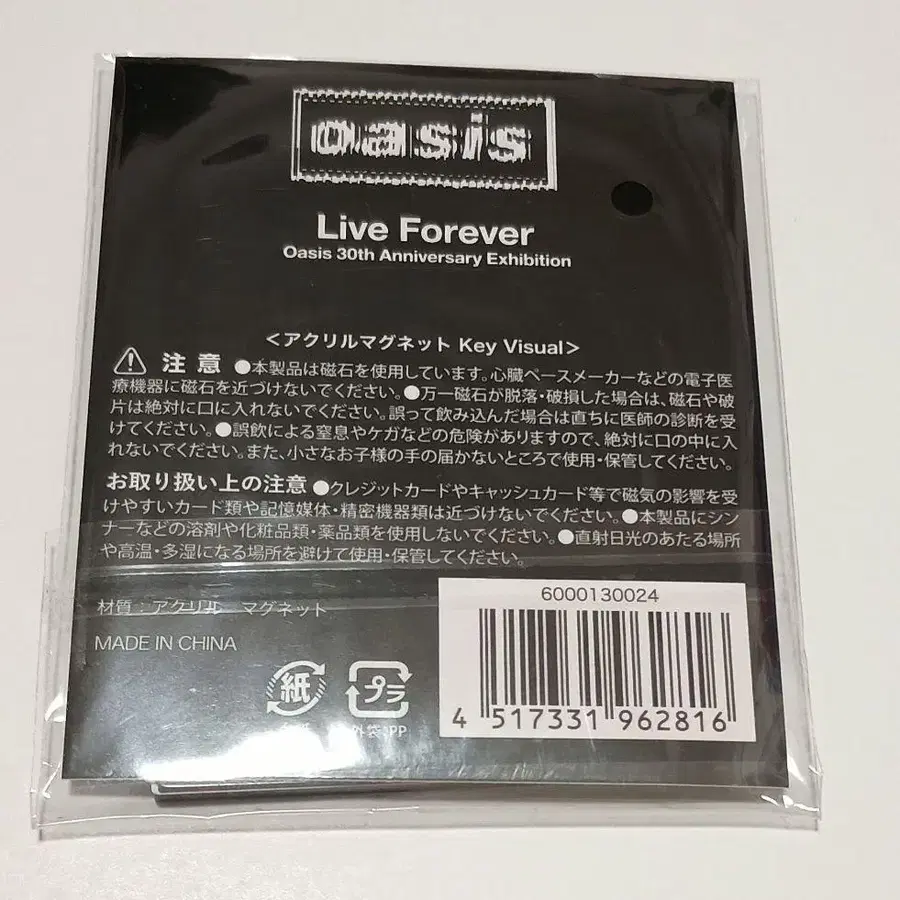 oasis
Live Forever
Oasis 30th Anniversary Exhibition
＜アクリルマグネット Key Visual＞
⚠ 注意 ●本製品は磁石を使用しています。心臓ペースメーカーなどの電子医
療機器に磁石を近づけないでください。●万一磁石が脱落・破損した場合は、磁石や破
片は絶対に口に入れないでください。誤って飲み込んだ場合は直ちに医師の診断を受
けてください。●誤飲による窒息やケガなどの危険がありますので、絶対に口の中に入
れないでください。また、小さなお子様の手の届かないところで使用・保管してください。
お取り扱い上の注意 ●クレジットカードやキャッシュカード等で磁気の影響を受
けやすいカード類や記憶媒体・精密機器類は近づけないでください。●本製品にシン
ナーなどの溶剤や化粧品類・薬品類を使用しないでください。●直射日光のあたる場所
や高温・多湿になる場所を避けて使用・保管してください。
材質：アクリル マグネット
MADE IN CHINA
紙 プラ
外袋:PP
6000130024
4 517331 962816